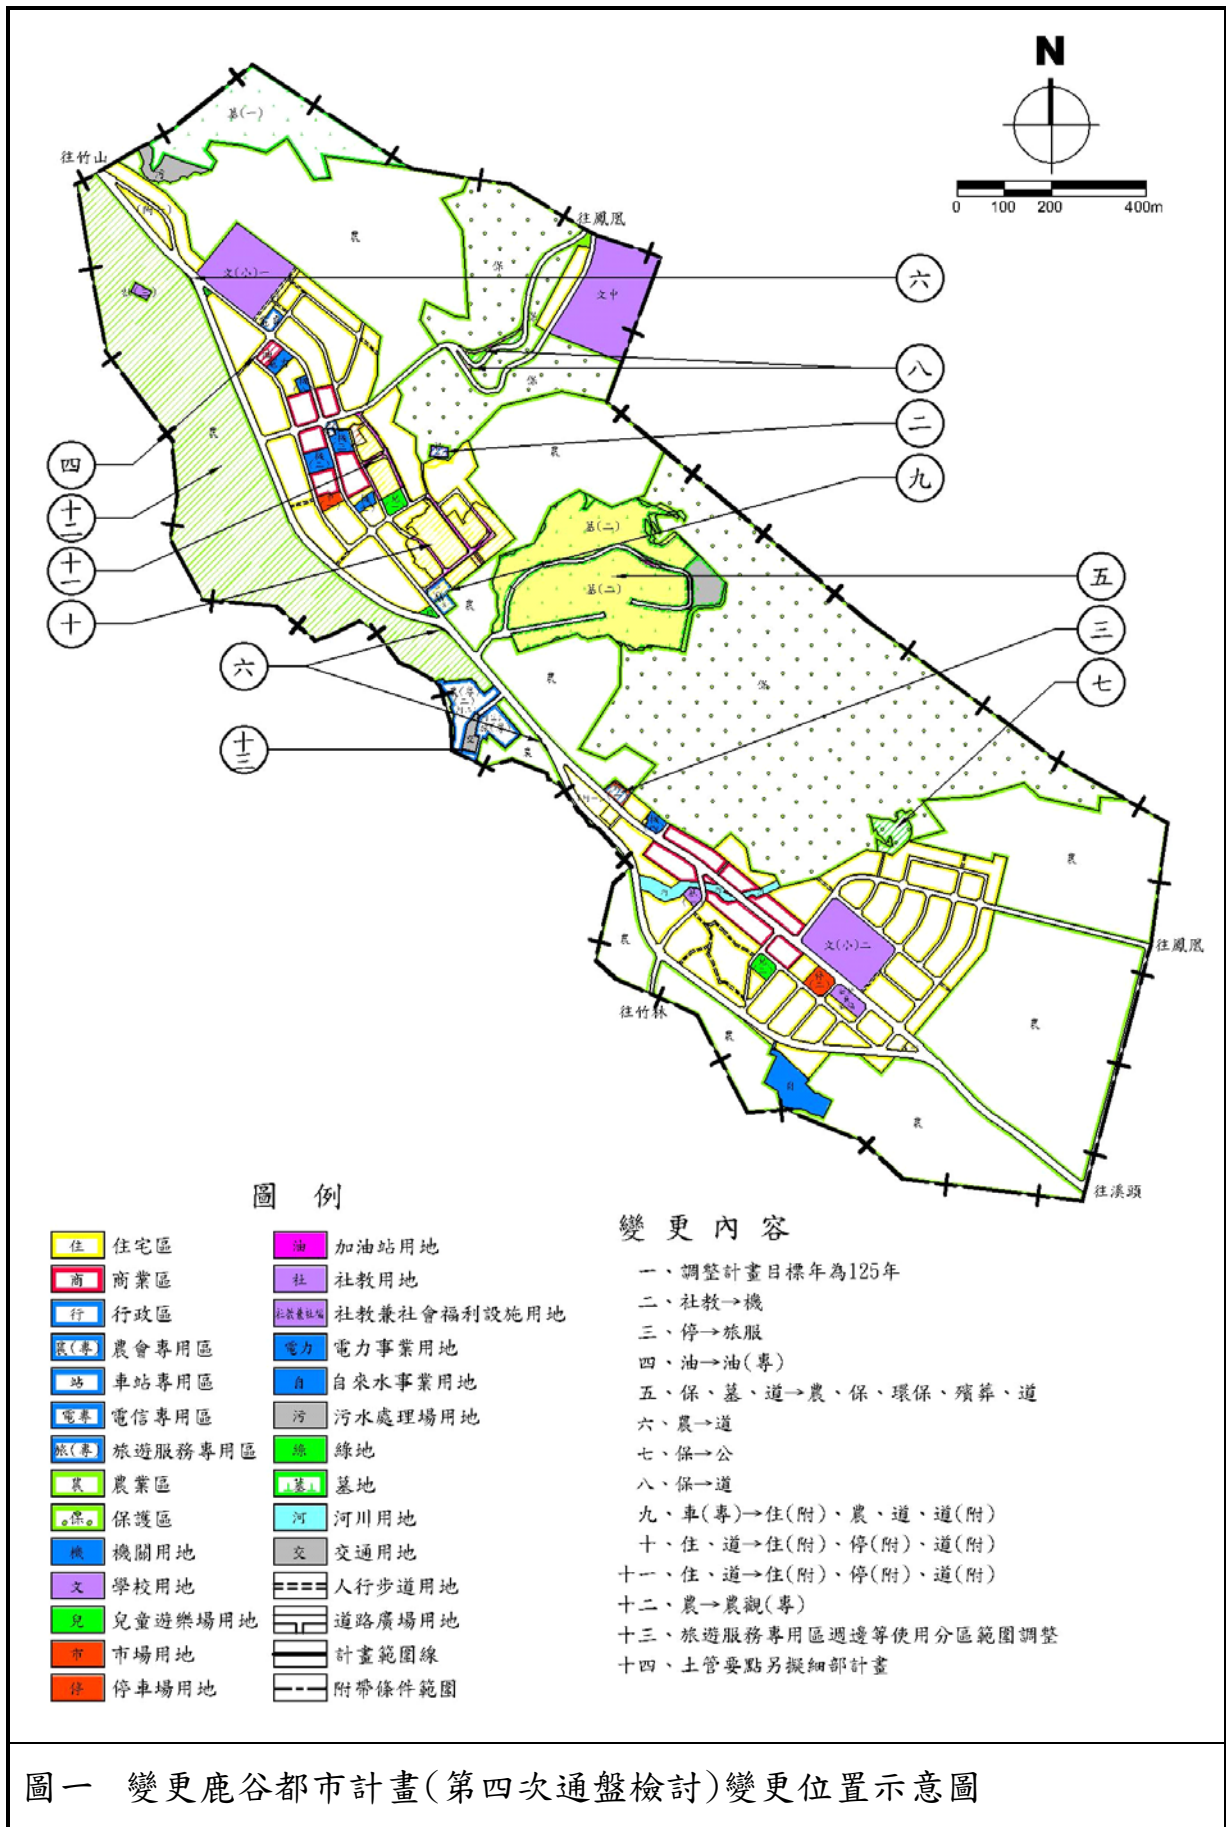 N
0 100 200 400m
墓(一)
往竹山
污
往鳳凰
農
文(小)一
保
文中
六
八
保
二
農
農
四
九
十二
墓(二)
十一
墓(二)
五
農
十
三
六
農
保
七
十三
交
農
農
往鳳凰
文(小)二
農
往竹林
農
農
自
農
往溪頭
圖 例
住 住宅區
商 商業區
行 行政區
農(專) 農會專用區
站 車站專用區
電專 電信專用區
旅(專) 旅遊服務專用區
農 農業區
保 保護區
機 機關用地
文 學校用地
兒 兒童遊樂場用地
市 市場用地
停 停車場用地
油 加油站用地
社 社教用地
社教兼社福 社教兼社會福利設施用地
電力 電力事業用地
自 自來水事業用地
污 污水處理場用地
綠 綠地
墓 墓地
河 河川用地
交 交通用地
人行步道用地
道路廣場用地
計畫範圍線
附帶條件範圍
變更內容
一、調整計畫目標年為125年
二、社教→機
三、停→旅服
四、油→油(專)
五、保、墓、道→農、保、環保、殯葬、道
六、農→道
七、保→公
八、保→道
九、車(專)→住(附)、農、道、道(附)
十、住、道→住(附)、停(附)、道(附)
十一、住、道→住(附)、停(附)、道(附)
十二、農→農觀(專)
十三、旅遊服務專用區週邊等使用分區範圍調整
十四、土管要點另擬細部計畫
圖一 變更鹿谷都市計畫(第四次通盤檢討)變更位置示意圖